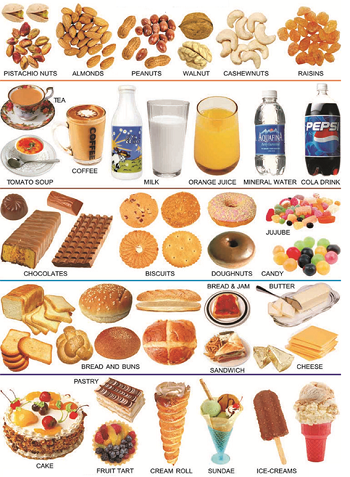 PISTACHIO NUTS ALMONDS PEANUTS WALNUT CASHEWNUTS RAISINS
TEA
COFFEE
AQUAFINA
PEPSI
COFFEE MILK ORANGE JUICE MINERAL WATER COLA DRINK
TOMATO SOUP
JUJUBE
CHOCOLATES BISCUITS DOUGHNUTS CANDY
BREAD & JAM BUTTER
BREAD AND BUNS SANDWICH CHEESE
PASTRY
CAKE FRUIT TART CREAM ROLL SUNDAE ICE-CREAMS